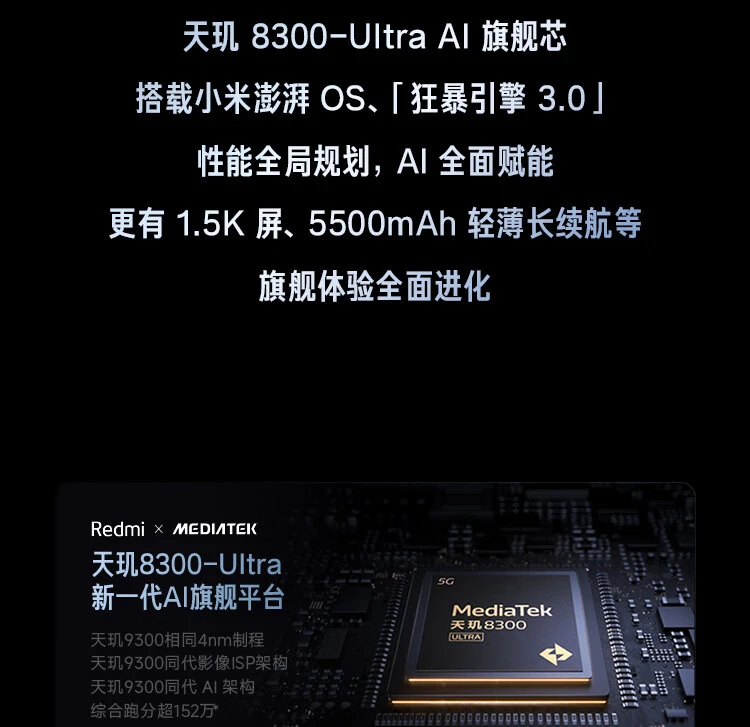 天玑 8300-Ultra AI 旗舰芯
搭载小米澎湃 OS、「狂暴引擎 3.0」
性能全局规划，AI 全面赋能
更有 1.5K 屏、5500mAh 轻薄长续航等
旗舰体验全面进化
Redmi × MEDIATEK
天玑8300-Ultra
新一代AI旗舰平台
天玑9300相同4nm制程
天玑9300同代影像ISP架构
天玑9300同代 AI 架构
综合跑分超152万*
5G
MediaTek
天玑 8300
ULTRA